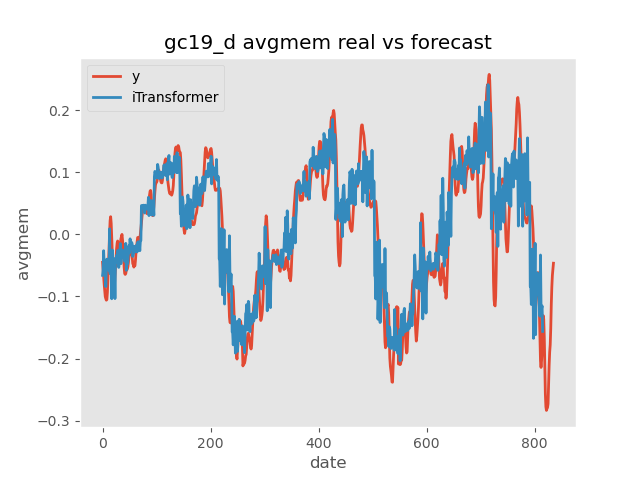 gc19_d avgmem real vs forecast
y
iTransformer
avgmem
0.2
0.1
0.0
−0.1
−0.2
−0.3
0 200 400 600 800
date